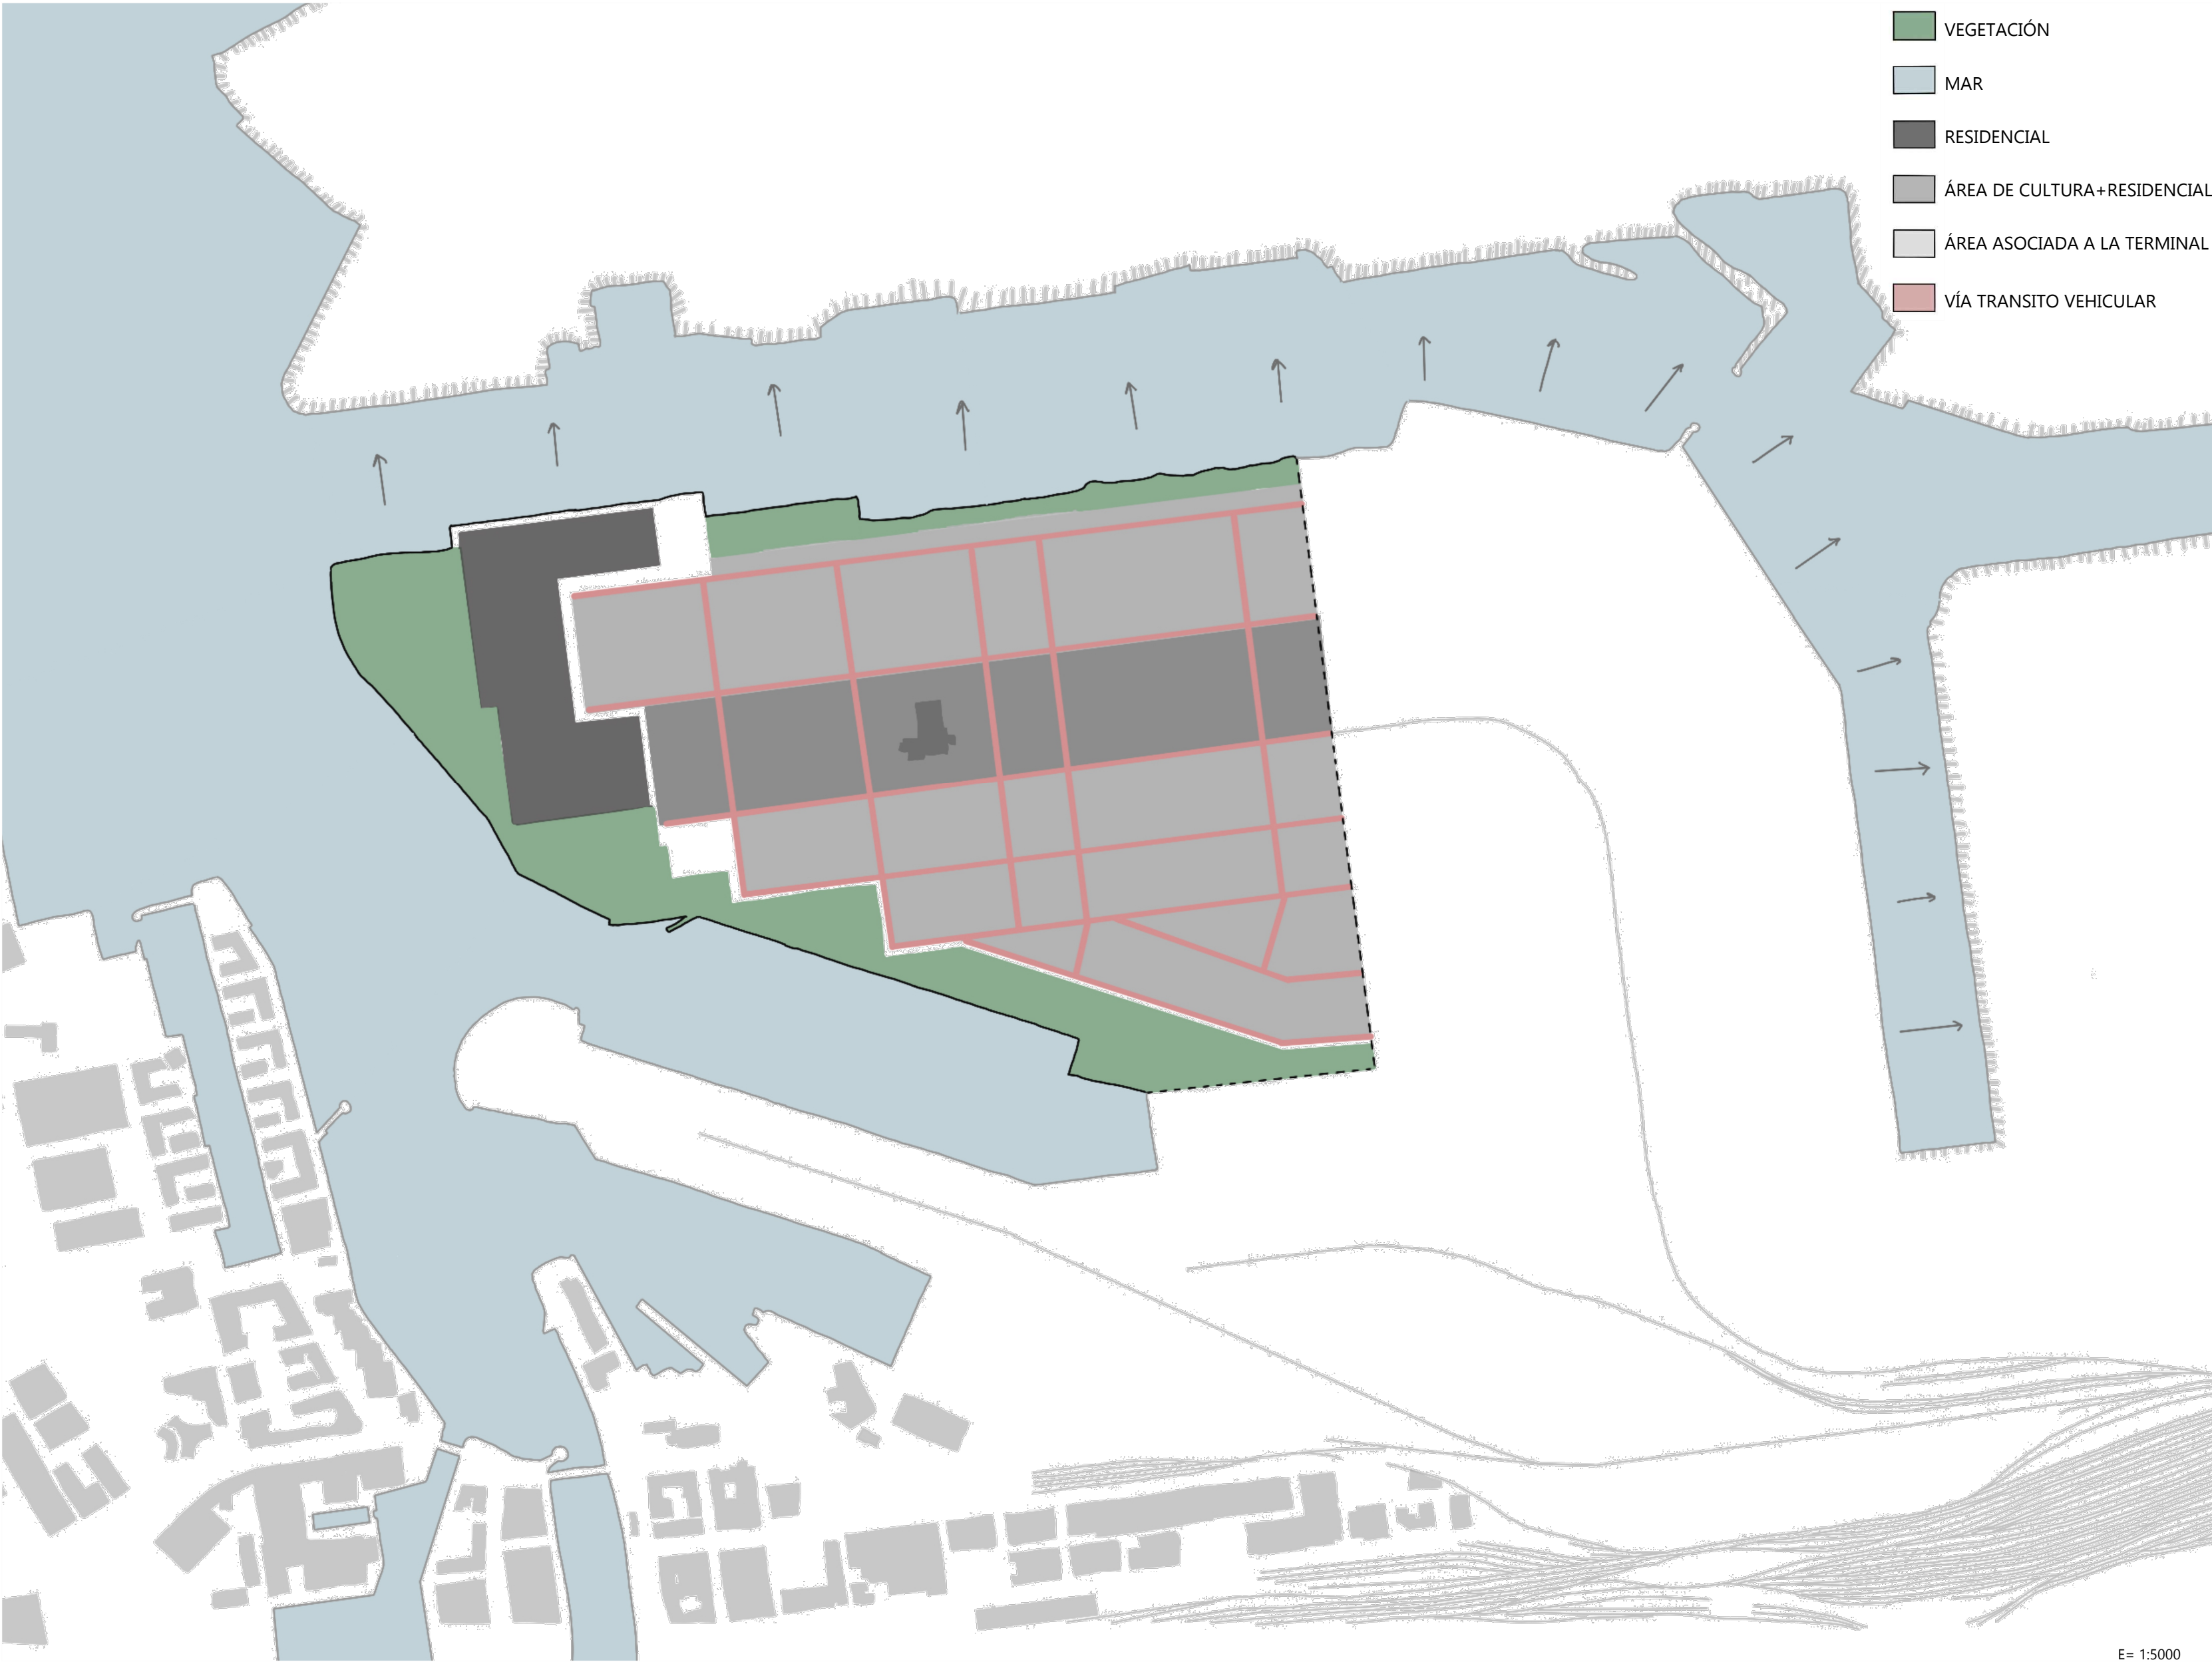 VEGETACIÓN
MAR
RESIDENCIAL
ÁREA DE CULTURA+RESIDENCIAL
ÁREA ASOCIADA A LA TERMINAL
VÍA TRANSITO VEHICULAR
E= 1:5000